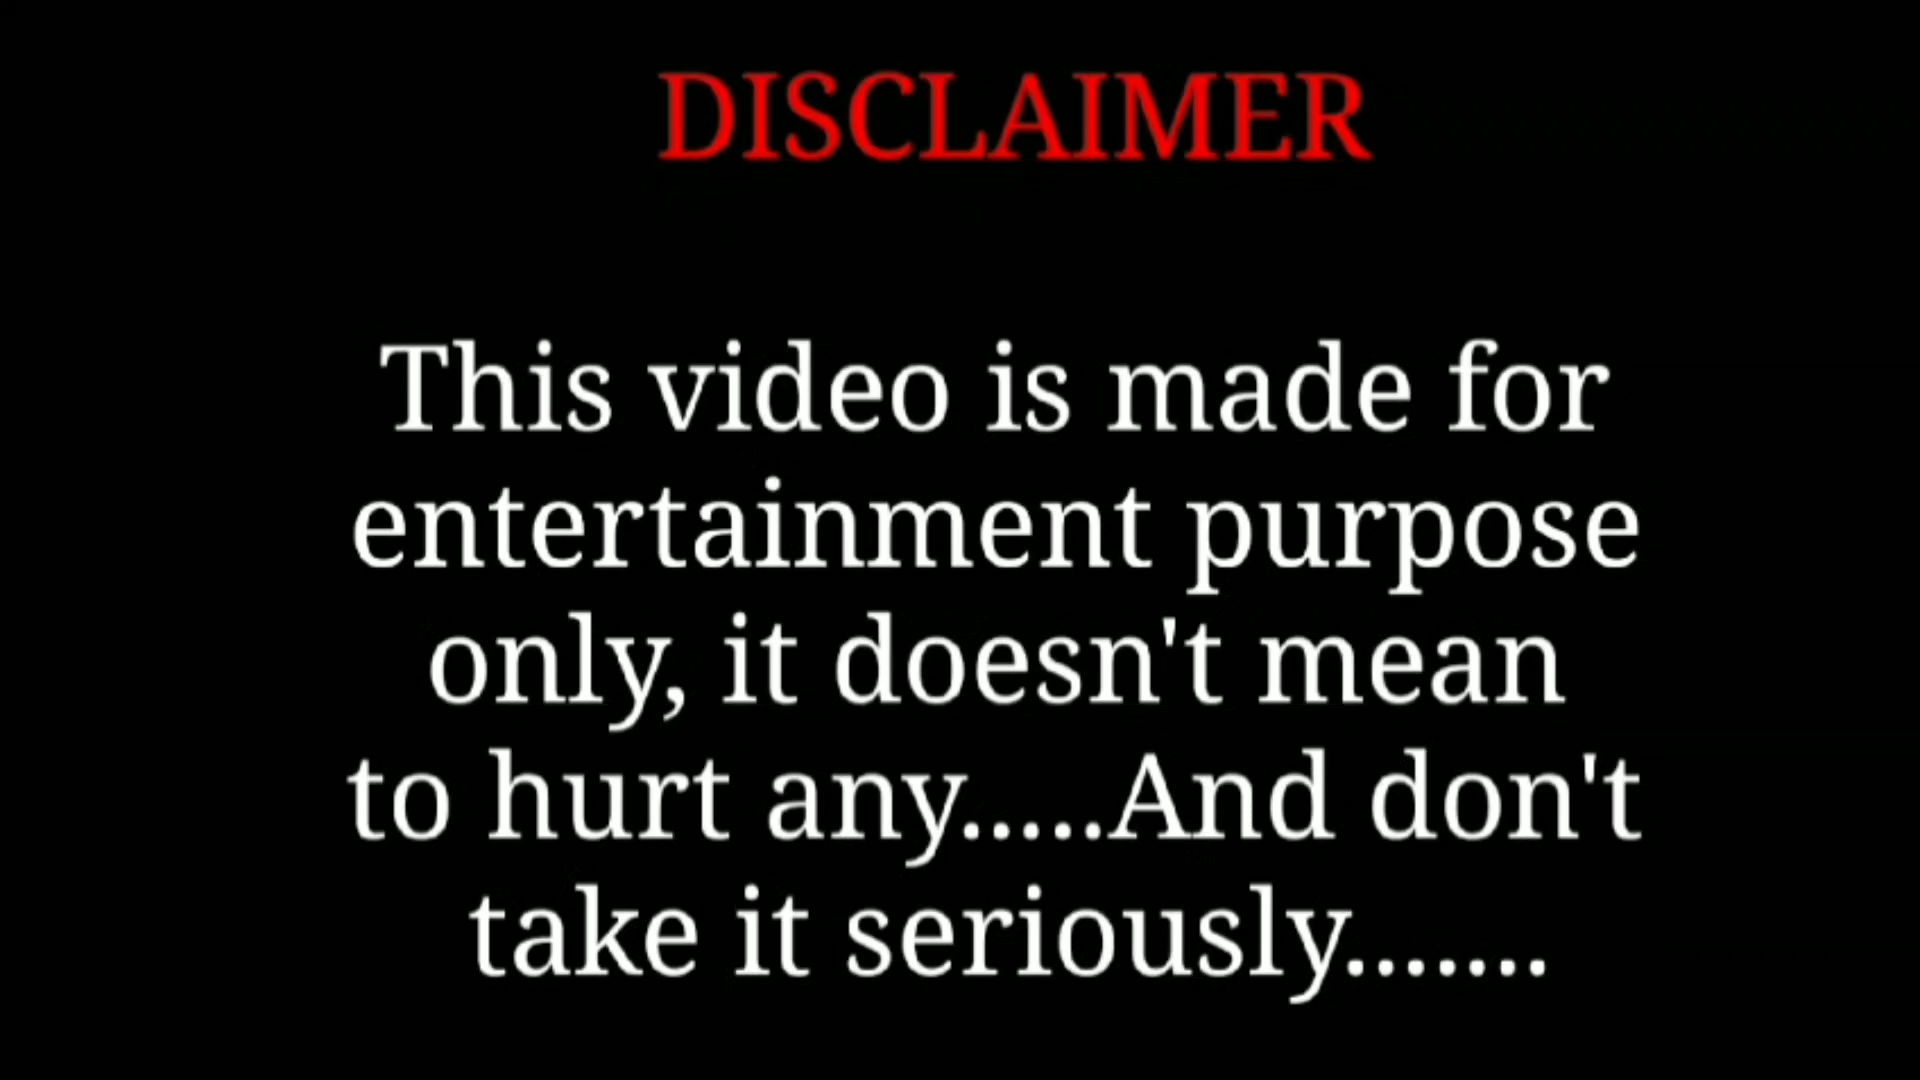 DISCLAIMER
This video is made for
entertainment purpose
only, it doesn't mean
to hurt any.....And don't
take it seriously.......